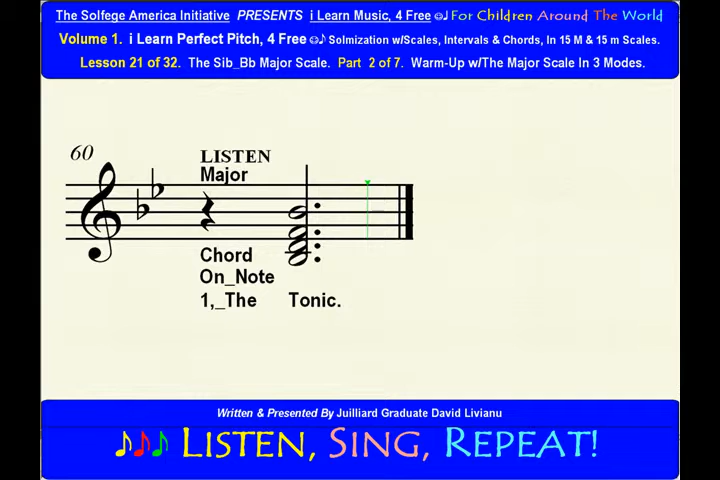 The Solfege America Initiative PRESENTS i Learn Music, 4 Free ☺♩ For Children Around The World
Volume 1. i Learn Perfect Pitch, 4 Free ☺♪ Solmization w/Scales, Intervals & Chords, In 15 M & 15 m Scales.
Lesson 21 of 32. The Sib_Bb Major Scale. Part 2 of 7. Warm-Up w/The Major Scale In 3 Modes.
60
LISTEN
Major
Chord
On_Note
1,_The Tonic.
Written & Presented By Juilliard Graduate David Livianu
♪♪♪ LISTEN, SING, REPEAT!